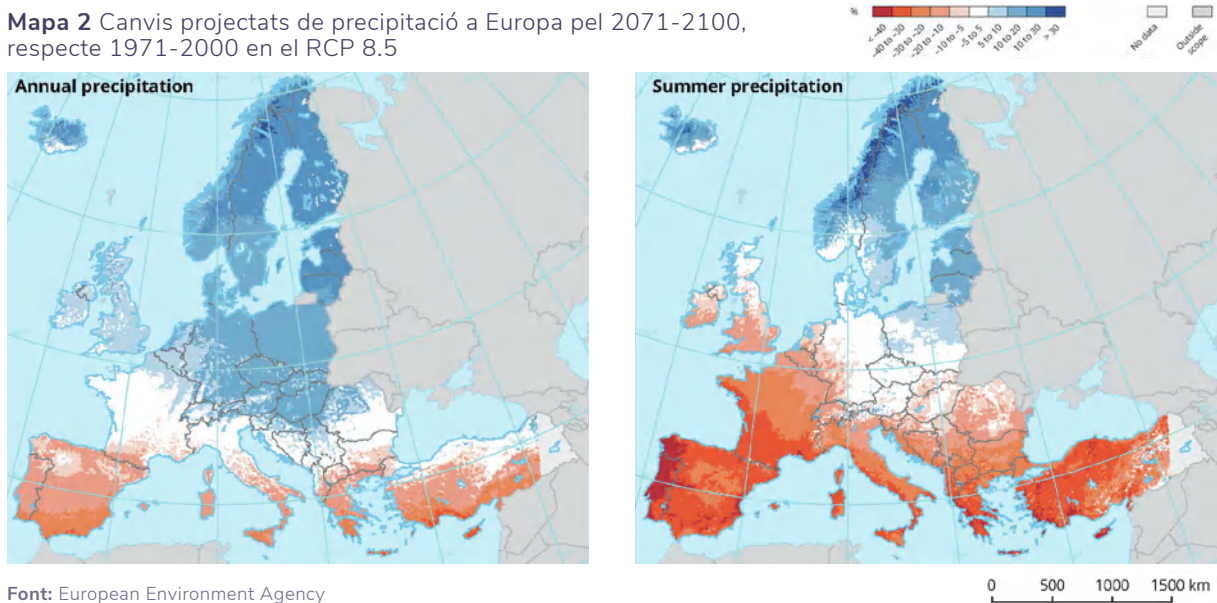 Mapa 2 Canvis projectats de precipitació a Europa pel 2071-2100,
respecte 1971-2000 en el RCP 8.5
%
< -40
-40 to -30
-30 to -20
-20 to -10
-10 to -5
-5 to 5
5 to 10
10 to 20
10 to 30
> 30
No data
Outside
scope
Annual precipitation
Summer precipitation
Font: European Environment Agency
0 500 1000 1500 km